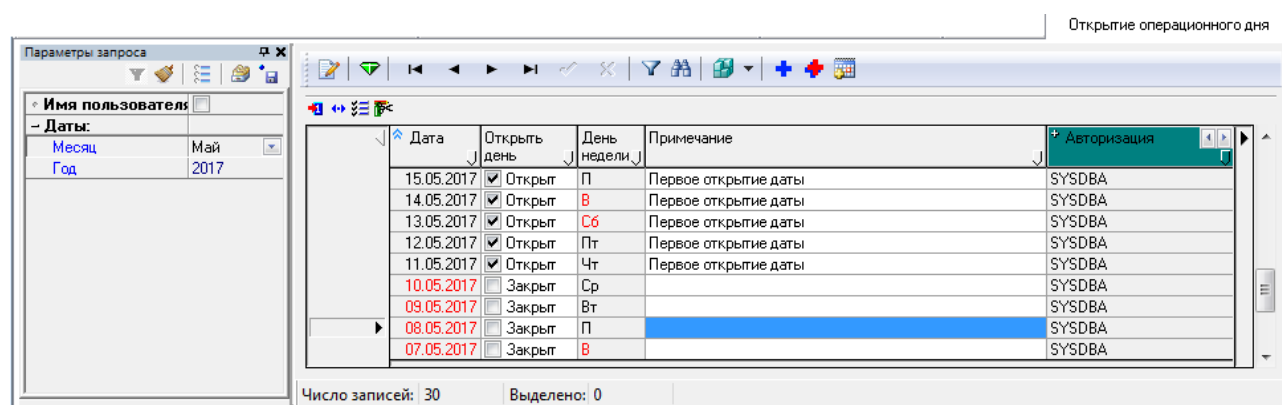 Открытие операционного дня
Параметры запроса
Имя пользователя
Даты:
Месяц Май
Год 2017
Дата Открыть день День недели Примечание Авторизация
15.05.2017 Открыт П Первое открытие даты SYSDBA
14.05.2017 Открыт В Первое открытие даты SYSDBA
13.05.2017 Открыт Сб Первое открытие даты SYSDBA
12.05.2017 Открыт Пт Первое открытие даты SYSDBA
11.05.2017 Открыт Чт Первое открытие даты SYSDBA
10.05.2017 Закрыт Ср SYSDBA
09.05.2017 Закрыт Вт SYSDBA
08.05.2017 Закрыт П SYSDBA
07.05.2017 Закрыт В SYSDBA
Число записей: 30 Выделено: 0